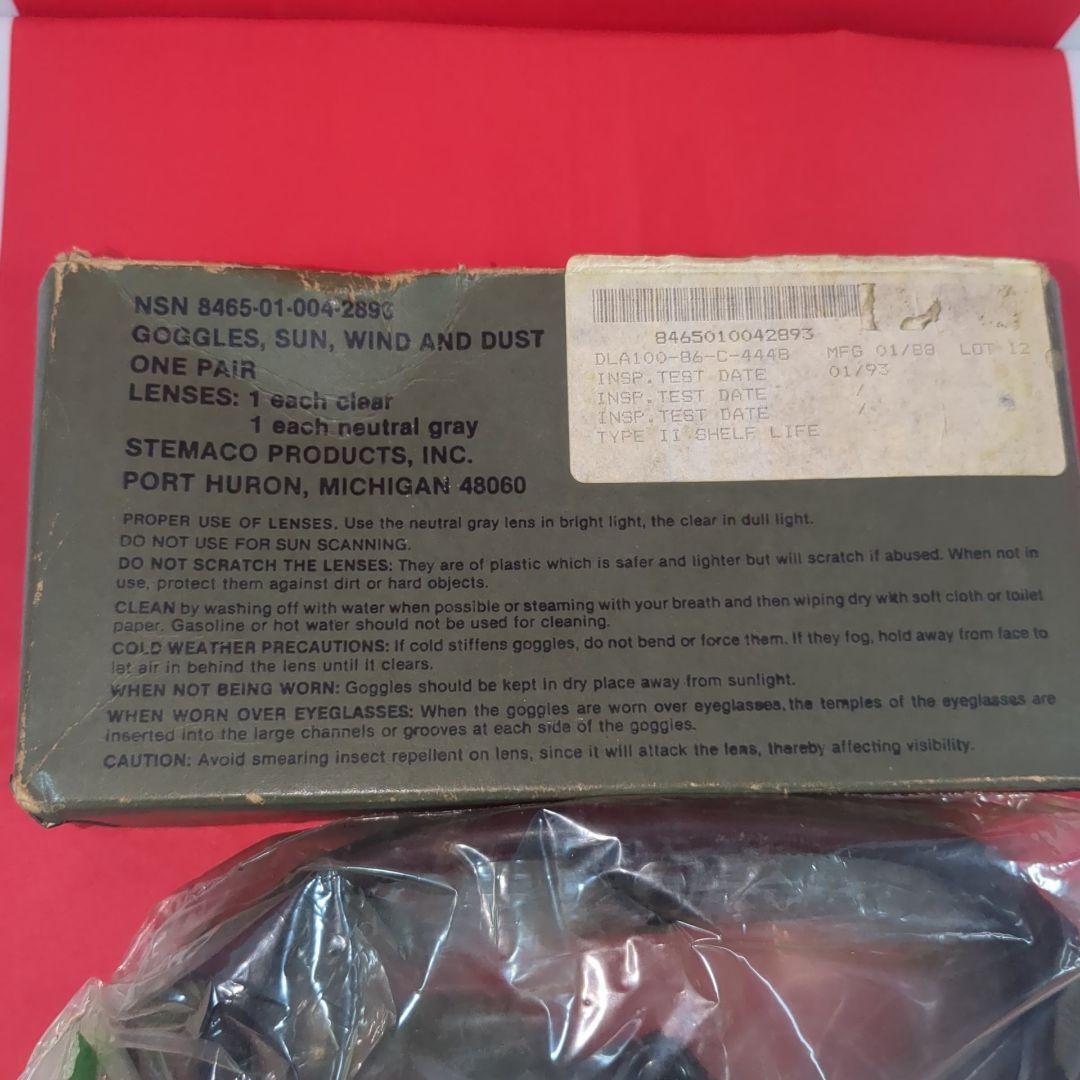 NSN 8465-01-004-2893
GOGGLES, SUN, WIND AND DUST
ONE PAIR
LENSES: 1 each clear
1 each neutral gray
STEMACO PRODUCTS, INC.
PORT HURON, MICHIGAN 48060
8465010042893
DLA100-86-C-4448 MFG 01/88 LOT 12
INSP.TEST DATE 01/93
INSP.TEST DATE /
INSP.TEST DATE /
TYPE II SHELF LIFE
PROPER USE OF LENSES. Use the neutral gray lens in bright light, the clear in dull light.
DO NOT USE FOR SUN SCANNING.
DO NOT SCRATCH THE LENSES: They are of plastic which is safer and lighter but will scratch if abused. When not in
use, protect them against dirt or hard objects.
CLEAN by washing off with water when possible or steaming with your breath and then wiping dry with soft cloth or toilet
paper. Gasoline or hot water should not be used for cleaning.
COLD WEATHER PRECAUTIONS: If cold stiffens goggles, do not bend or force them. If they fog, hold away from face to
let air in behind the lens until it clears.
WHEN NOT BEING WORN: Goggles should be kept in dry place away from sunlight.
WHEN WORN OVER EYEGLASSES: When the goggles are worn over eyeglasses, the temples of the eyeglasses are
inserted into the large channels or grooves at each side of the goggles.
CAUTION: Avoid smearing insect repellent on lens, since it will attack the lens, thereby affecting visibility.